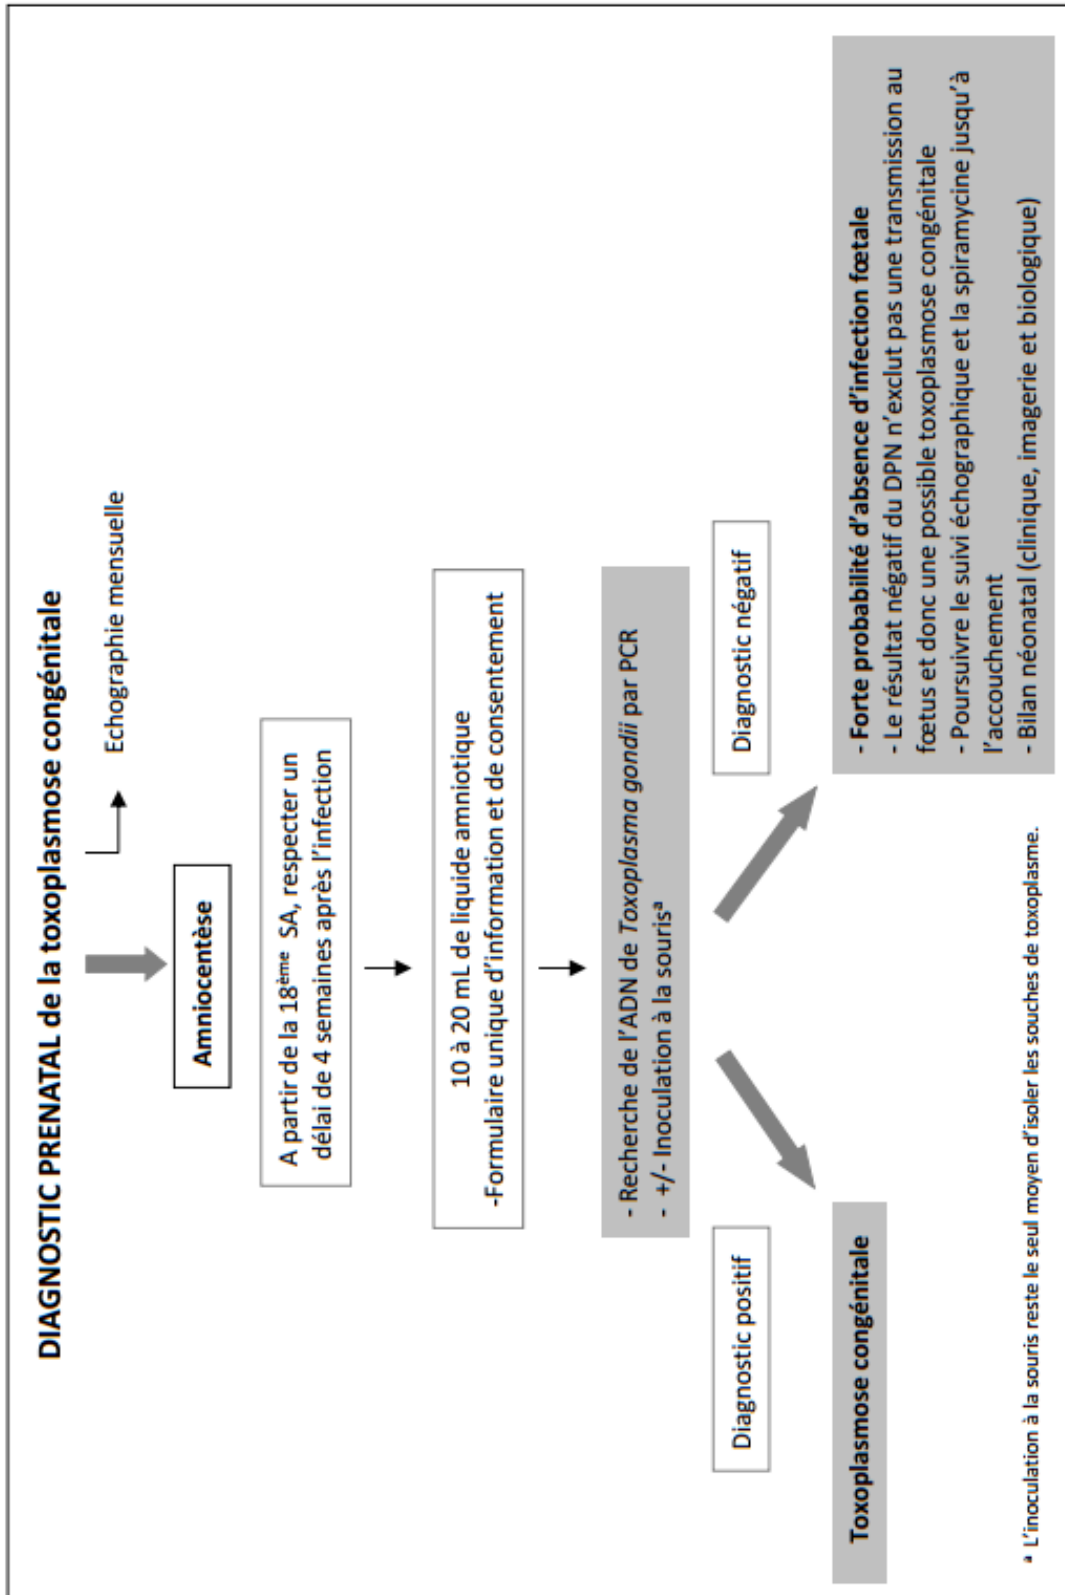 DIAGNOSTIC PRENATAL de la toxoplasmose congénitale
Echographie mensuelle
Amniocentèse
A partir de la 18ème SA, respecter un
délai de 4 semaines après l'infection
10 à 20 mL de liquide amniotique
-Formulaire unique d'information et de consentement
- Recherche de l'ADN de Toxoplasma gondii par PCR
- +/- Inoculation à la sourisa
Diagnostic positif
Diagnostic négatif
Toxoplasmose congénitale
- Forte probabilité d'absence d'infection fœtale
- Le résultat négatif du DPN n'exclut pas une transmission au
fœtus et donc une possible toxoplasmose congénitale
- Poursuivre le suivi échographique et la spiramycine jusqu'à
l'accouchement
- Bilan néonatal (clinique, imagerie et biologique)
a L'inoculation à la souris reste le seul moyen d'isoler les souches de toxoplasme.